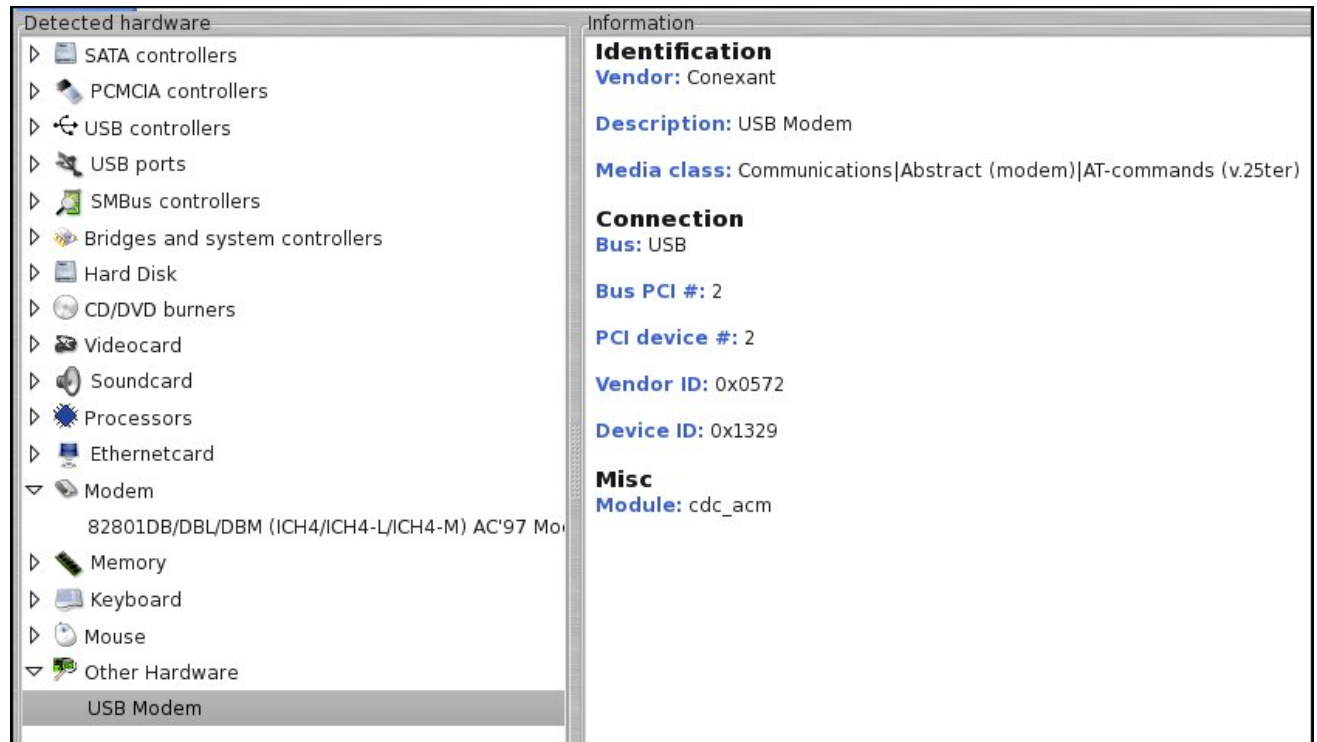 Detected hardware
SATA controllers
PCMCIA controllers
USB controllers
USB ports
SMBus controllers
Bridges and system controllers
Hard Disk
CD/DVD burners
Videocard
Soundcard
Processors
Ethernetcard
Modem
82801DB/DBL/DBM (ICH4/ICH4-L/ICH4-M) AC'97 Mo
Memory
Keyboard
Mouse
Other Hardware
USB Modem
Information
Identification
Vendor: Conexant
Description: USB Modem
Media class: Communications|Abstract (modem)|AT-commands (v.25ter)
Connection
Bus: USB
Bus PCI #: 2
PCI device #: 2
Vendor ID: 0x0572
Device ID: 0x1329
Misc
Module: cdc_acm